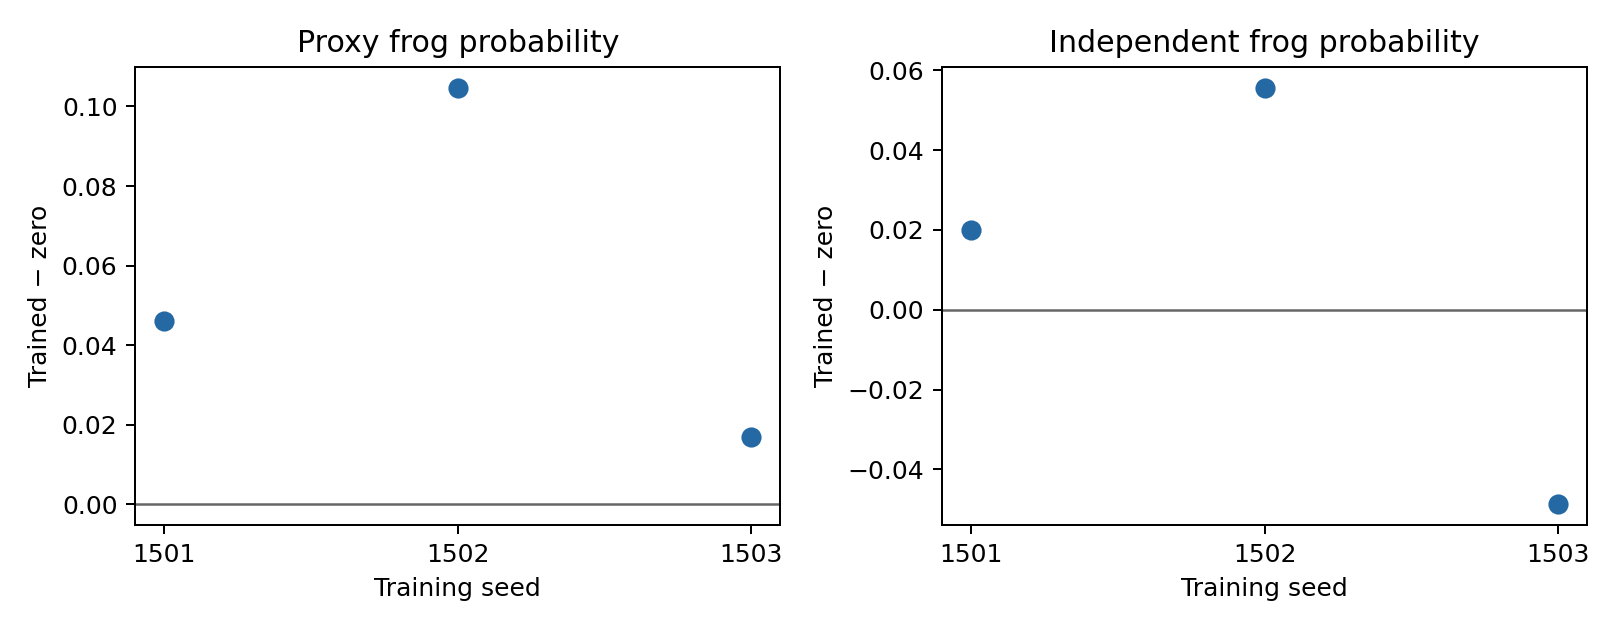 Proxy frog probability
Trained − zero
0.10
0.08
0.06
0.04
0.02
0.00
1501 1502 1503
Training seed
Independent frog probability
Trained − zero
0.06
0.04
0.02
0.00
−0.02
−0.04
1501 1502 1503
Training seed